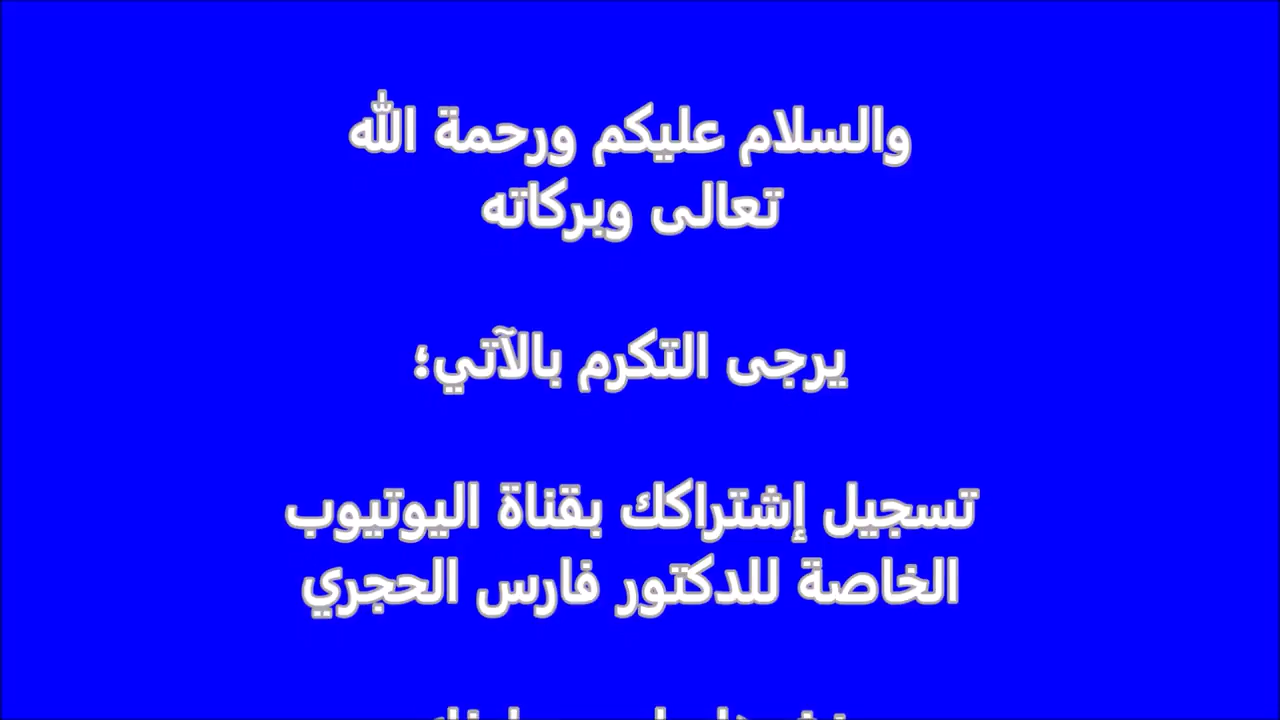 والسلام عليكم ورحمة الله
تعالى وبركاته
يرجى التكرم بالآتي؛
تسجيل إشتراكك بقناة اليوتيوب
الخاصة للدكتور فارس الحجري